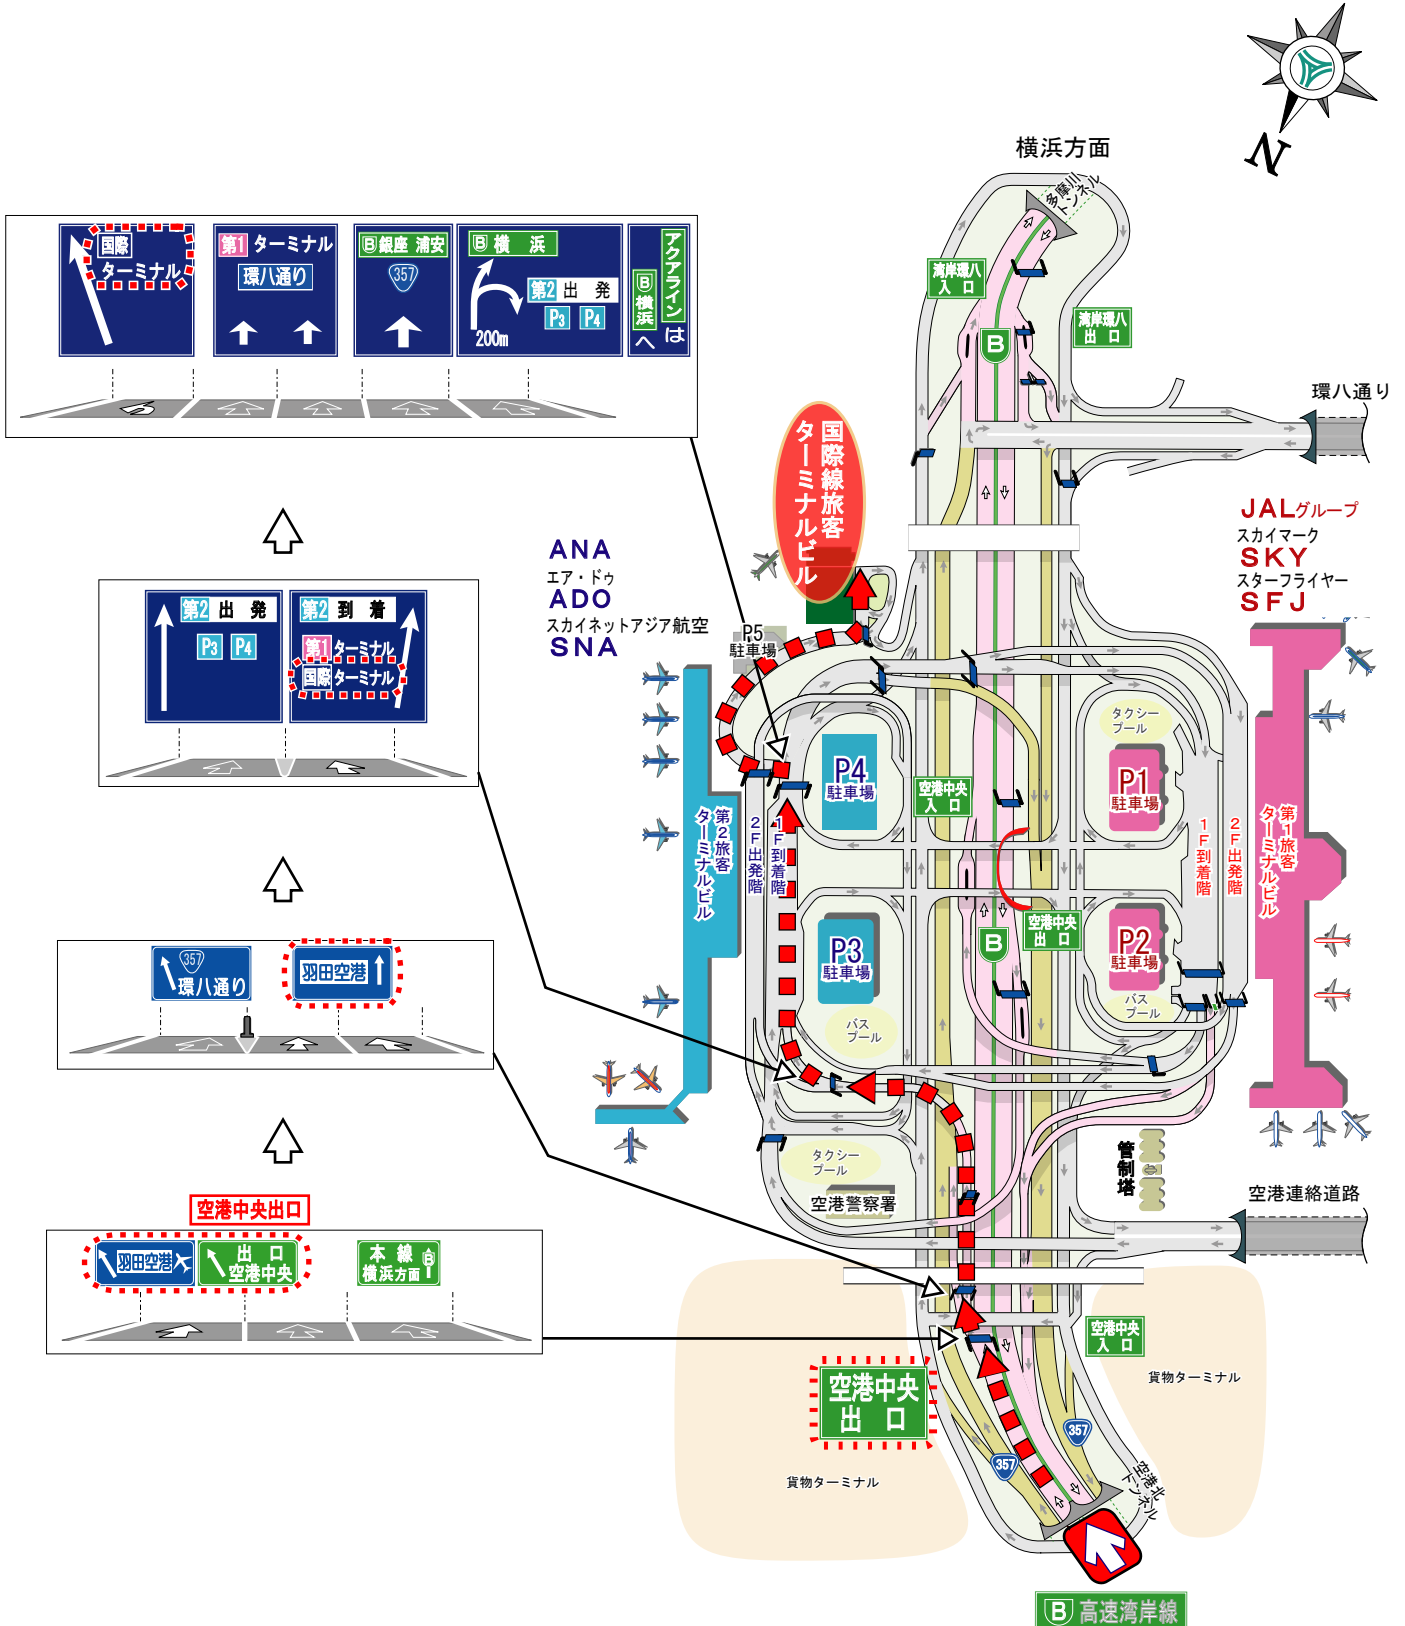 N
横浜方面
多摩川
トンネル
国際
ターミナル
第1 ターミナル
環八通り
B 銀座 浦安
357
B 横 浜
第2 出 発
P3 P4
200m
アクアライン
B 横浜
へ は
湾岸環八
入 口
湾岸環八
出 口
B
環八通り
国際線旅客
ターミナルビル
JALグループ
スカイマーク
SKY
スターフライヤー
SFJ
ANA
エア・ドゥ
ADO
スカイネットアジア航空
SNA
第2 出 発
P3 P4
第2 到 着
第1 ターミナル
国際 ターミナル
P5
駐車場
タクシー
プール
P4
駐車場
P1
駐車場
空港中央
入 口
第2旅客
ターミナルビル
2F出発階
1F到着階
1F到着階
2F出発階
第1旅客
ターミナルビル
357
環八通り
羽田空港
P3
駐車場
B
空港中央
出 口
P2
駐車場
バス
プール
バス
プール
タクシー
プール
空港警察署
管制塔
空港連絡道路
空港中央出口
羽田空港
出 口
空港中央
本 線
横浜方面 B
空港中央
入 口
貨物ターミナル
空港中央
出 口
357
357
貨物ターミナル
空港北
トンネル
B 高速湾岸線